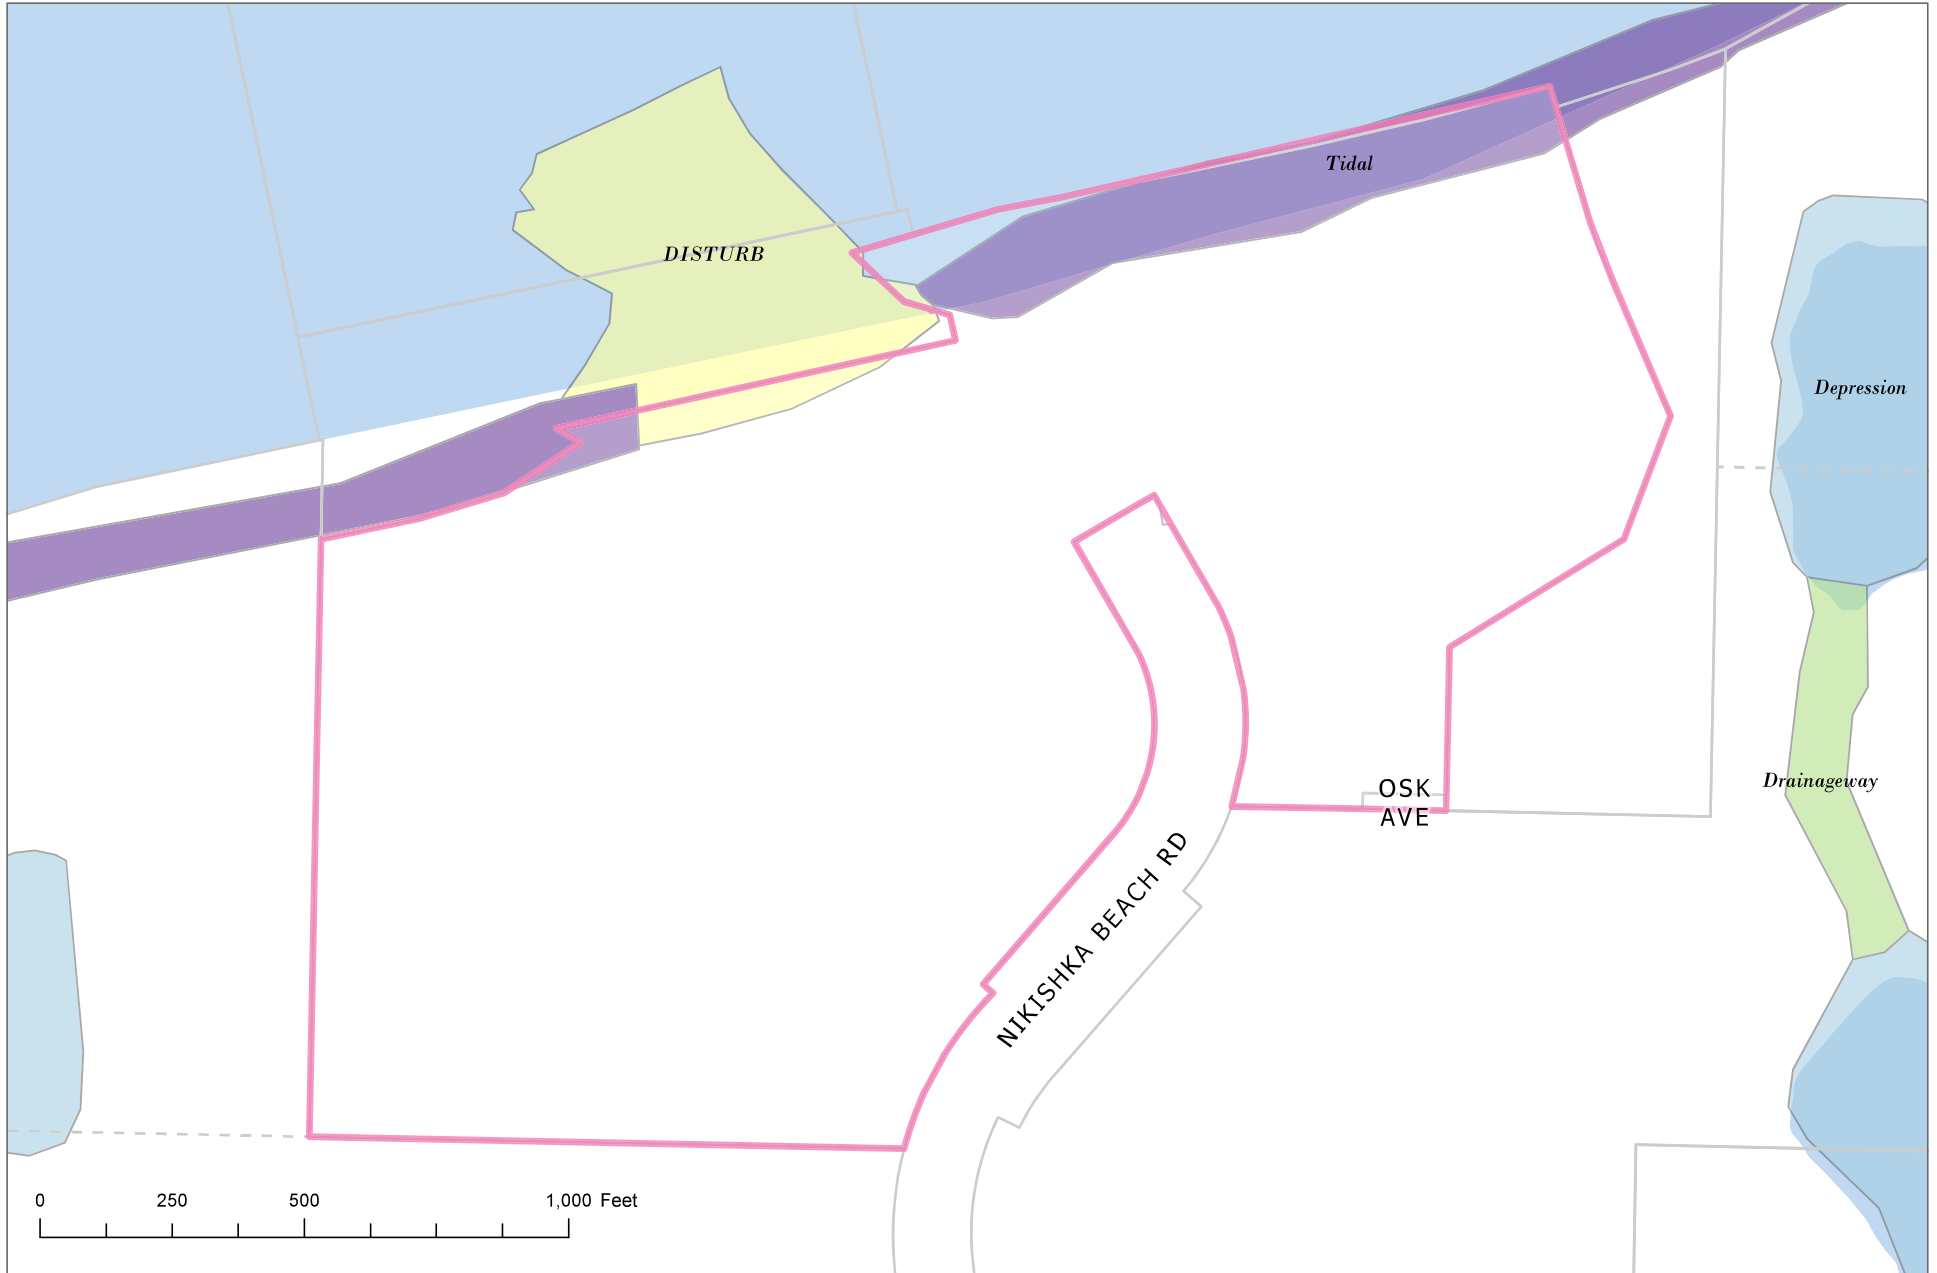 Tidal
DISTURB
Depression
Drainageway
OSK
AVE
NIKISHKA BEACH RD
0 250 500 1,000 Feet